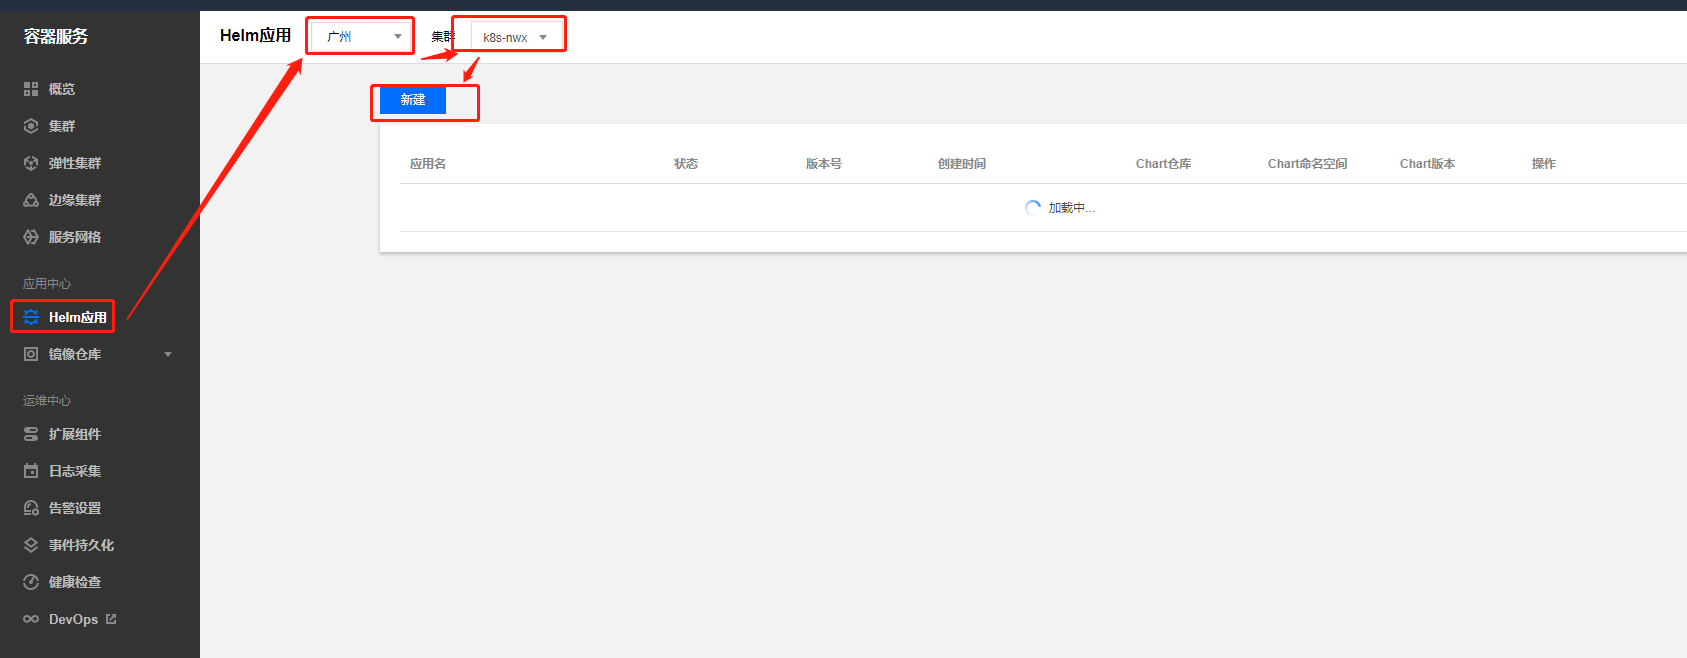 容器服务
概览
集群
弹性集群
边缘集群
服务网格
应用中心
Helm应用
镜像仓库
运维中心
扩展组件
日志采集
告警设置
事件持久化
健康检查
DevOps
Helm应用 广州 集群 k8s-nwx
新建
应用名 状态 版本号 创建时间 Chart仓库 Chart命名空间 Chart版本 操作
加载中...